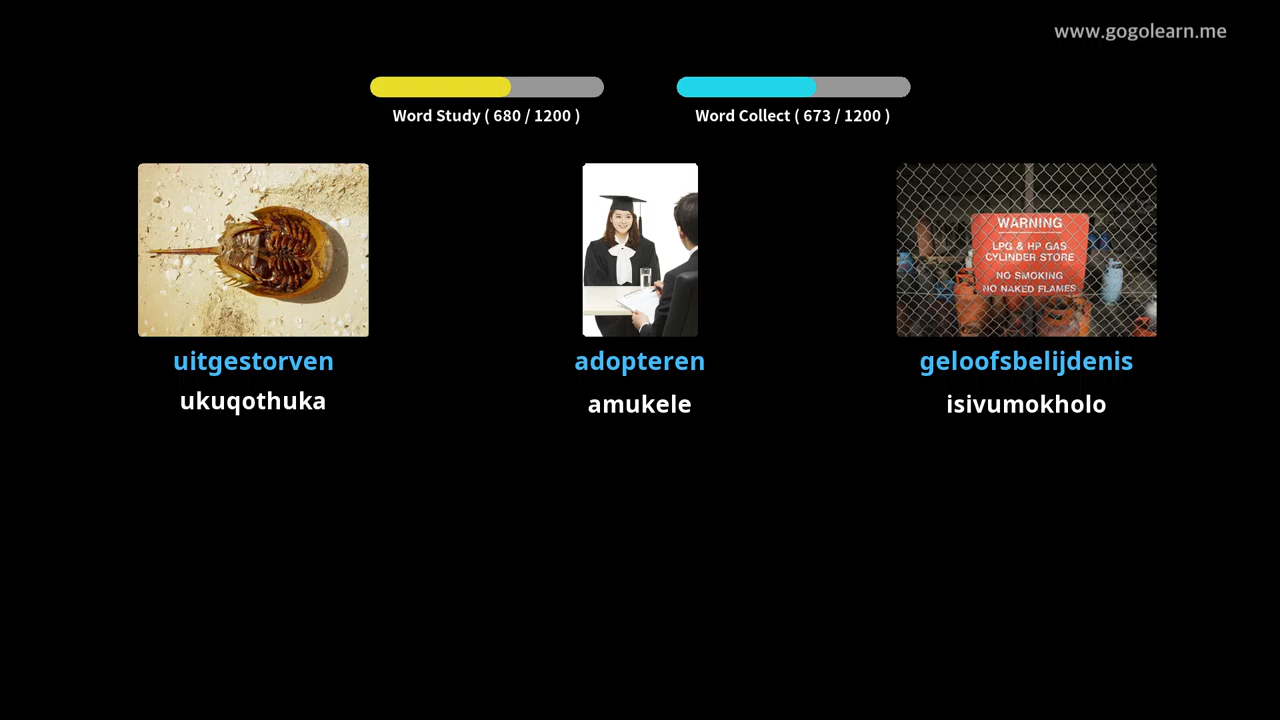 www.gogolearn.me
Word Study ( 680 / 1200 )
Word Collect ( 673 / 1200 )
WARNING
LPG & HP GAS
CYLINDER STORE
NO SMOKING
NO NAKED FLAMES
uitgestorven
adopteren
geloofsbelijdenis
ukuqothuka
amukele
isivumokholo